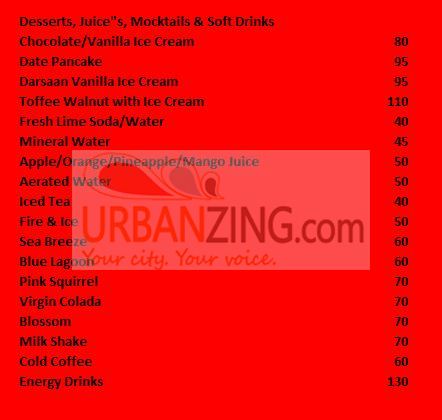 Desserts, Juice"s, Mocktails & Soft Drinks
Chocolate/Vanilla Ice Cream 80
Date Pancake 95
Darsaan Vanilla Ice Cream 95
Toffee Walnut with Ice Cream 110
Fresh Lime Soda/Water 40
Mineral Water 45
Apple/Orange/Pineapple/Mango Juice 50
Aerated Water 50
Iced Tea 40
Fire & Ice 50
Sea Breeze 60
Blue Lagoon 60
Pink Squirrel 70
Virgin Colada 70
Blossom 70
Milk Shake 70
Cold Coffee 60
Energy Drinks 130
URBANZING.com
Your city. Your voice.